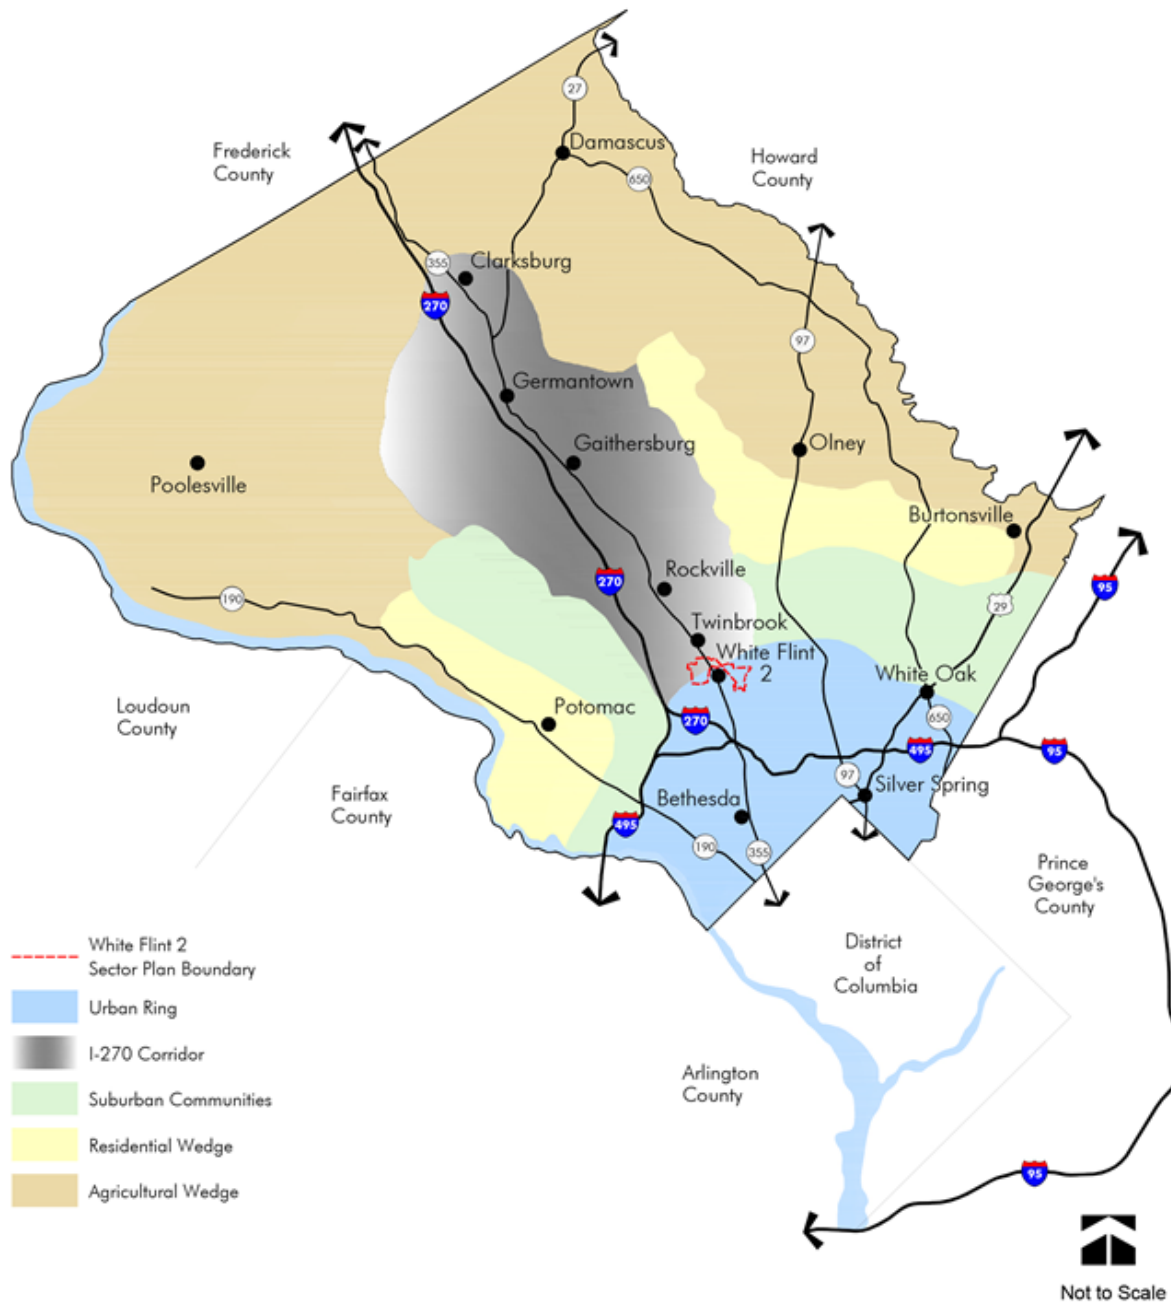 27
Damascus
Frederick
County
Howard
County
650
355
Clarksburg
270
97
Germantown
Gaithersburg
Olney
Poolesville
Burtonsville
270
Rockville
95
190
29
Twinbrook
White Flint
2
White Oak
Loudoun
County
Potomac
270
650
495
95
Fairfax
County
97
Silver Spring
Bethesda
495
190
355
Prince
George's
County
White Flint 2
Sector Plan Boundary
District
of
Columbia
Urban Ring
I-270 Corridor
Arlington
County
Suburban Communities
Residential Wedge
95
Agricultural Wedge
Not to Scale